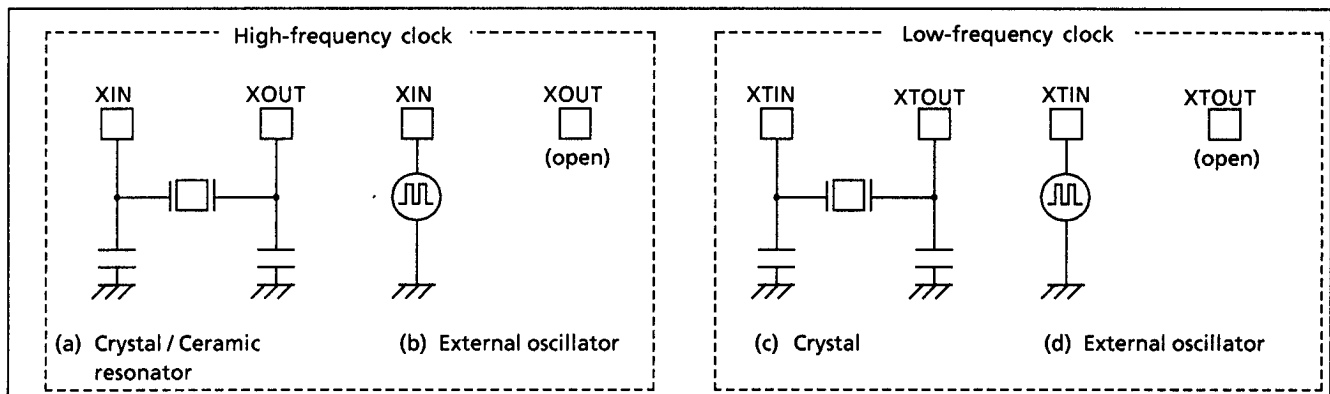 High-frequency clock
Low-frequency clock
XIN
XOUT
XIN
XOUT
XTIN
XTOUT
XTIN
XTOUT
(open)
(open)
(a) Crystal / Ceramic
resonator
(b) External oscillator
(c) Crystal
(d) External oscillator